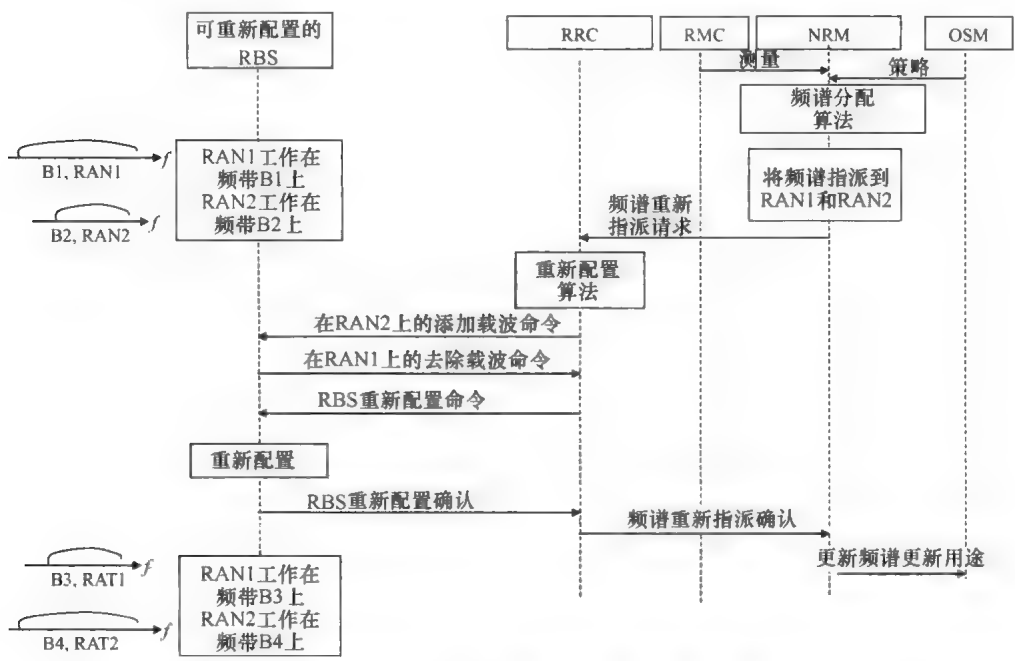 可重新配置的
RBS
RRC
RMC
NRM
OSM
测量
策略
频谱分配
算法
B1, RAN1
f
RAN1工作在
频带B1上
RAN2工作在
频带B2上
B2, RAN2
f
将频谱指派到
RAN1和RAN2
频谱重新
指派请求
重新配置
算法
在RAN2上的添加载波命令
在RAN1上的去除载波命令
RBS重新配置命令
重新配置
RBS重新配置确认
频谱重新指派确认
更新频谱更新用途
B3, RAT1
f
RAN1工作在
频带B3上
RAN2工作在
频带B4上
B4, RAT2
f